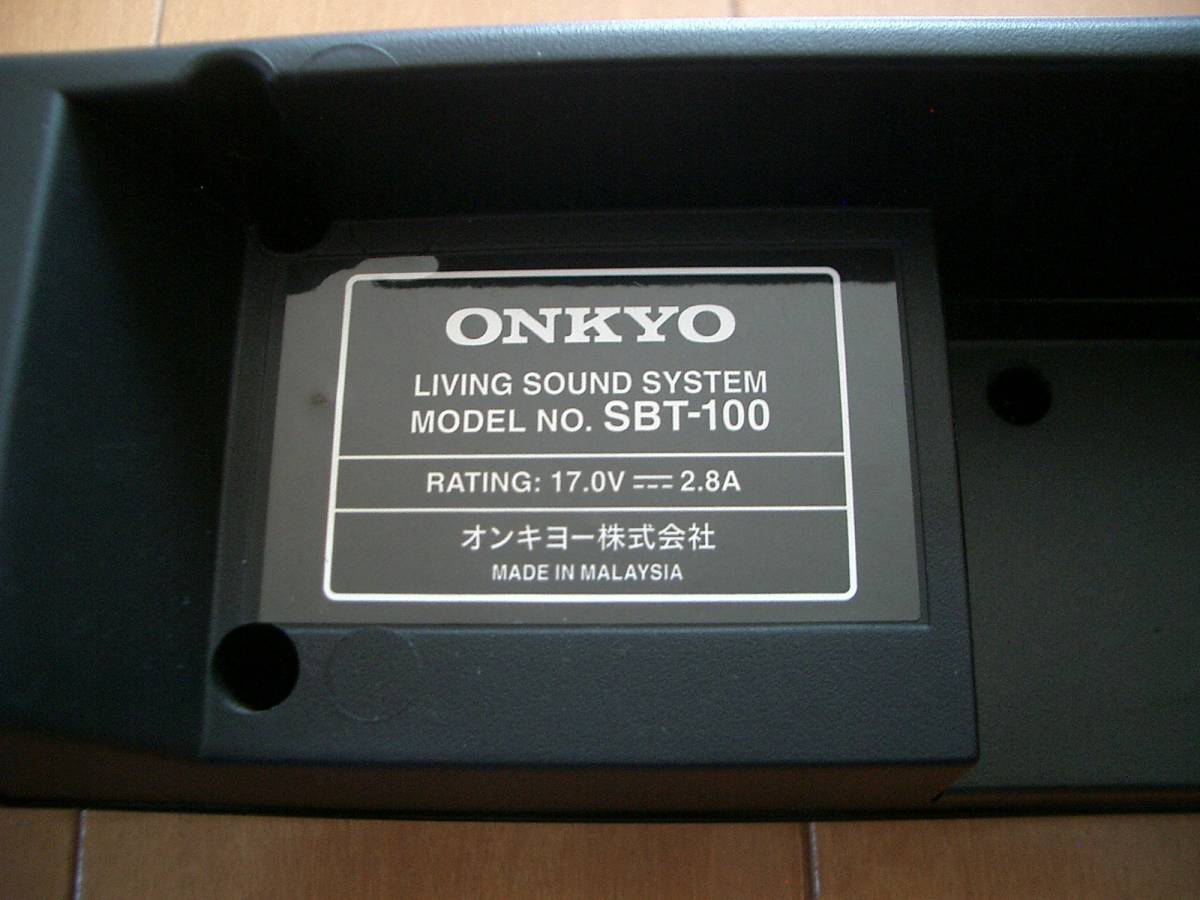 ONKYO
LIVING SOUND SYSTEM
MODEL NO. SBT-100
RATING: 17.0V ⎓ 2.8A
オンキヨー株式会社
MADE IN MALAYSIA